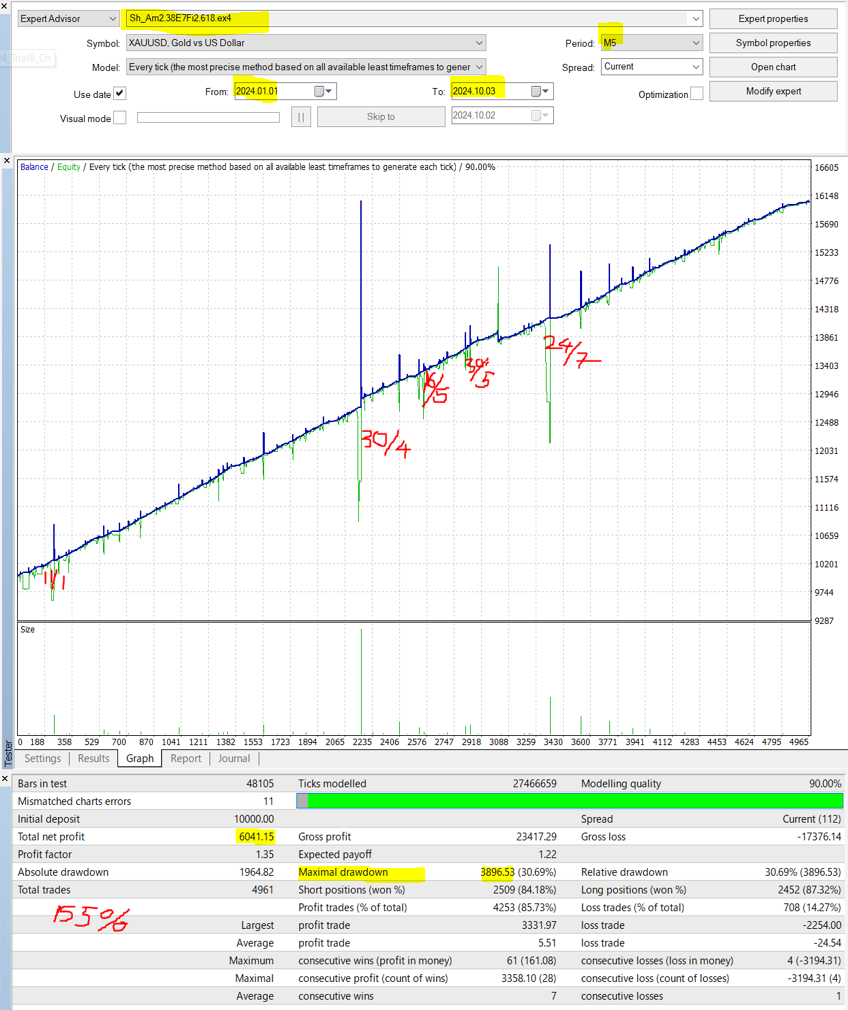 Expert Advisor Sh_Am2.38E7Fi2.618.ex4 Expert properties
Symbol: XAUUSD, Gold vs US Dollar Period: M5 Symbol properties
Model: Every tick (the most precise method based on all available least timeframes to gener Spread: Current Open chart
Use date From: 2024.01.01 To: 2024.10.03 Optimization Modify expert
Visual mode Skip to 2024.10.02
Balance / Equity / Every tick (the most precise method based on all available least timeframes to generate each tick) / 90.00%
16605
16148
15690
15233
14776
14318
13861
13403
12946
12488
12031
11574
11116
10659
10201
9744
9287
1/1
30/4
16/5
30/5
24/7
Size
0 188 358 529 700 870 1041 1211 1382 1553 1723 1894 2065 2235 2406 2576 2747 2918 3088 3259 3430 3600 3771 3941 4112 4283 4453 4624 4795 4965
Tester
Settings Results Graph Report Journal
Bars in test 48105 Ticks modelled 27466659 Modelling quality 90.00%
Mismatched charts errors 11
Initial deposit 10000.00 Spread Current (112)
Total net profit 6041.15 Gross profit 23417.29 Gross loss -17376.14
Profit factor 1.35 Expected payoff 1.22
Absolute drawdown 1964.82 Maximal drawdown 3896.53 (30.69%) Relative drawdown 30.69% (3896.53)
Total trades 4961 Short positions (won %) 2509 (84.18%) Long positions (won %) 2452 (87.32%)
Profit trades (% of total) 4253 (85.73%) Loss trades (% of total) 708 (14.27%)
155%
Largest profit trade 3331.97 loss trade -2254.00
Average profit trade 5.51 loss trade -24.54
Maximum consecutive wins (profit in money) 61 (161.08) consecutive losses (loss in money) 4 (-3194.31)
Maximal consecutive profit (count of wins) 3358.10 (28) consecutive loss (count of losses) -3194.31 (4)
Average consecutive wins 7 consecutive losses 1